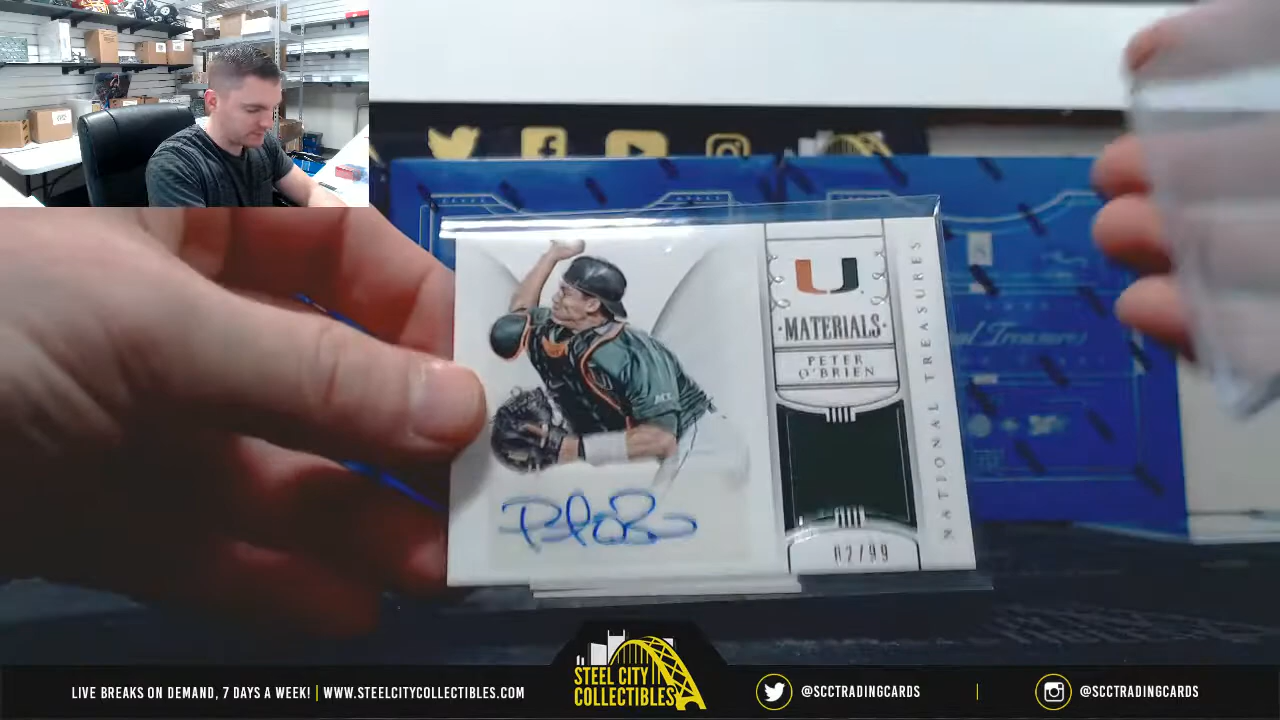 U
MATERIALS
PETER
O'BRIEN
NATIONAL TREASURES
02/99
STEEL CITY
COLLECTIBLES
LIVE BREAKS ON DEMAND, 7 DAYS A WEEK! | WWW.STEELCITYCOLLECTIBLES.COM
@SCCTRADINGCARDS
@SCCTRADINGCARDS